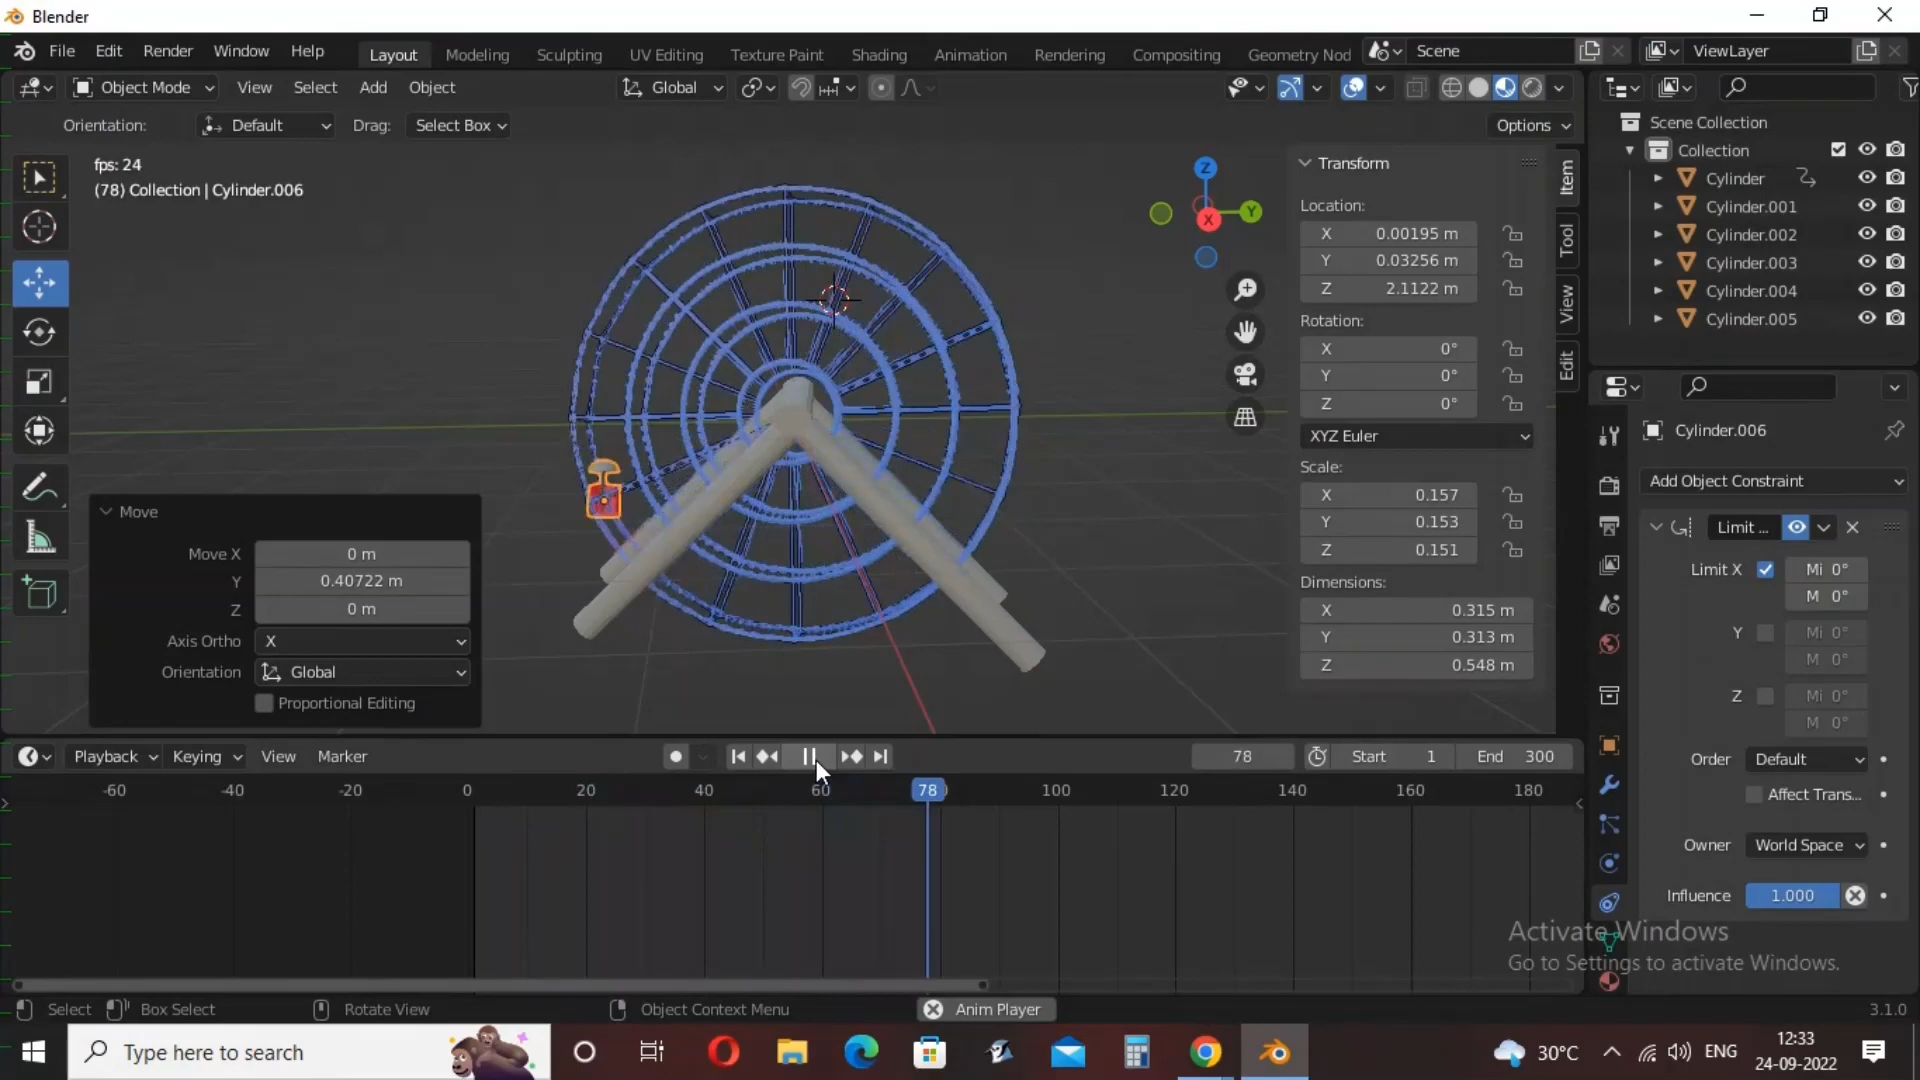 Blender
File Edit Render Window Help
Layout Modeling Sculpting UV Editing Texture Paint Shading Animation Rendering Compositing Geometry Nod
Scene
ViewLayer
Object Mode View Select Add Object
Global
Orientation: Default Drag: Select Box
Options
fps: 24
(78) Collection | Cylinder.006
Z
Y
X
Transform
Location:
X 0.00195 m
Y 0.03256 m
Z 2.1122 m
Rotation:
X 0°
Y 0°
Z 0°
XYZ Euler
Scale:
X 0.157
Y 0.153
Z 0.151
Dimensions:
X 0.315 m
Y 0.313 m
Z 0.548 m
Item
Tool
View
Edit
Move
Move X 0 m
Y 0.40722 m
Z 0 m
Axis Ortho X
Orientation Global
Proportional Editing
Scene Collection
Collection
Cylinder
Cylinder.001
Cylinder.002
Cylinder.003
Cylinder.004
Cylinder.005
Cylinder.006
Add Object Constraint
Limit ...
Limit X Mi 0°
M 0°
Y Mi 0°
M 0°
Z Mi 0°
M 0°
Order Default
Affect Trans...
Owner World Space
Influence 1.000
Playback Keying View Marker
78 Start 1 End 300
-60 -40 -20 0 20 40 60 78 100 120 140 160 180
Activate Windows
Go to Settings to activate Windows.
Select Box Select Rotate View Object Context Menu Anim Player 3.1.0
Type here to search
30°C ENG
12:33
24-09-2022